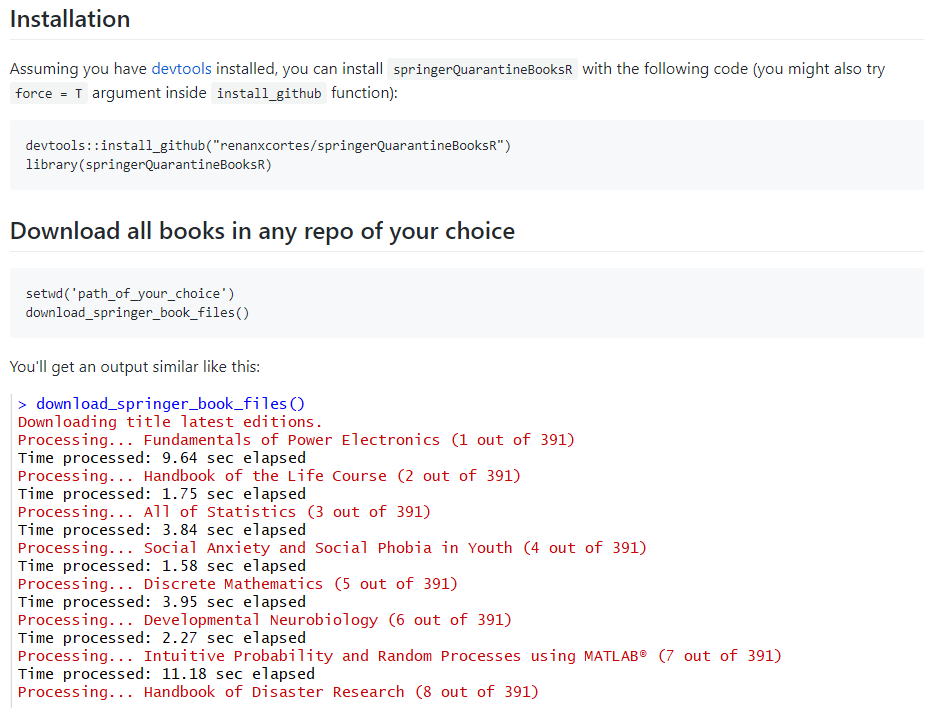 Installation
Assuming you have devtools installed, you can install springerQuarantineBooksR with the following code (you might also try
force = T argument inside install_github function):
devtools::install_github("renanxcortes/springerQuarantineBooksR")
library(springerQuarantineBooksR)
Download all books in any repo of your choice
setwd('path_of_your_choice')
download_springer_book_files()
You'll get an output similar like this:
> download_springer_book_files()
Downloading title latest editions.
Processing... Fundamentals of Power Electronics (1 out of 391)
Time processed: 9.64 sec elapsed
Processing... Handbook of the Life Course (2 out of 391)
Time processed: 1.75 sec elapsed
Processing... All of Statistics (3 out of 391)
Time processed: 3.84 sec elapsed
Processing... Social Anxiety and Social Phobia in Youth (4 out of 391)
Time processed: 1.58 sec elapsed
Processing... Discrete Mathematics (5 out of 391)
Time processed: 3.95 sec elapsed
Processing... Developmental Neurobiology (6 out of 391)
Time processed: 2.27 sec elapsed
Processing... Intuitive Probability and Random Processes using MATLAB® (7 out of 391)
Time processed: 11.18 sec elapsed
Processing... Handbook of Disaster Research (8 out of 391)